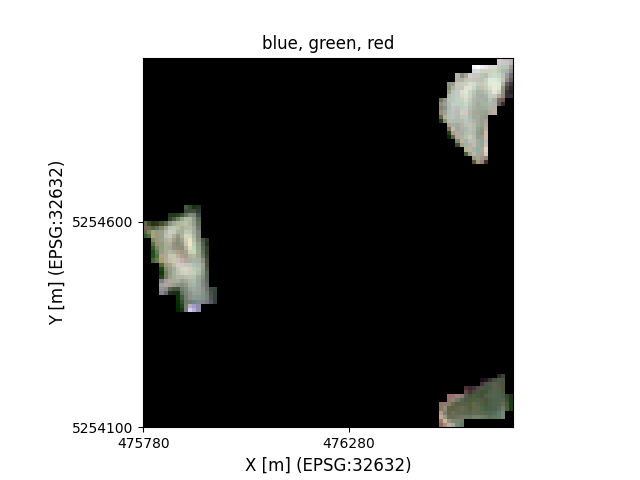 blue, green, red
Y [m] (EPSG:32632)
5254600
5254100
475780
476280
X [m] (EPSG:32632)